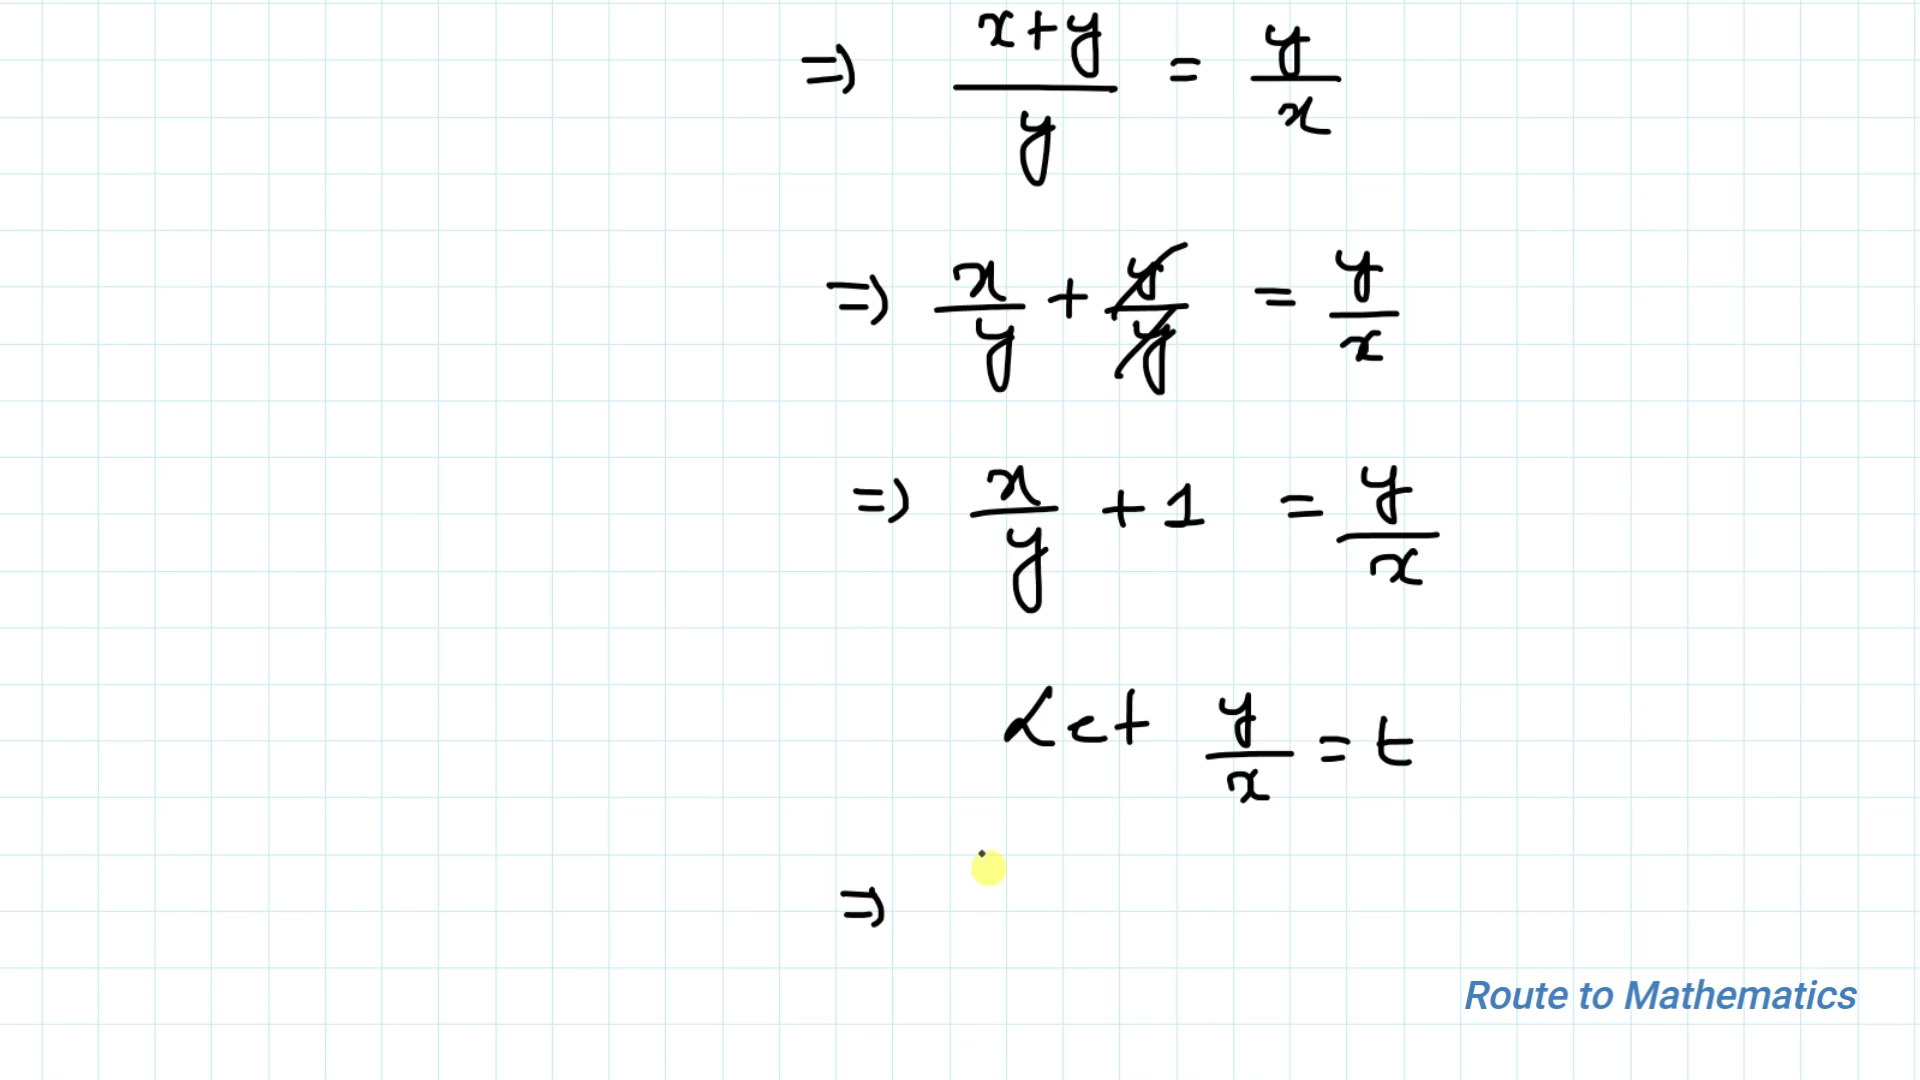 ⇒ (x+y)/y = y/x
⇒ x/y + y/y = y/x
⇒ x/y + 1 = y/x
Let y/x = t
⇒
Route to Mathematics